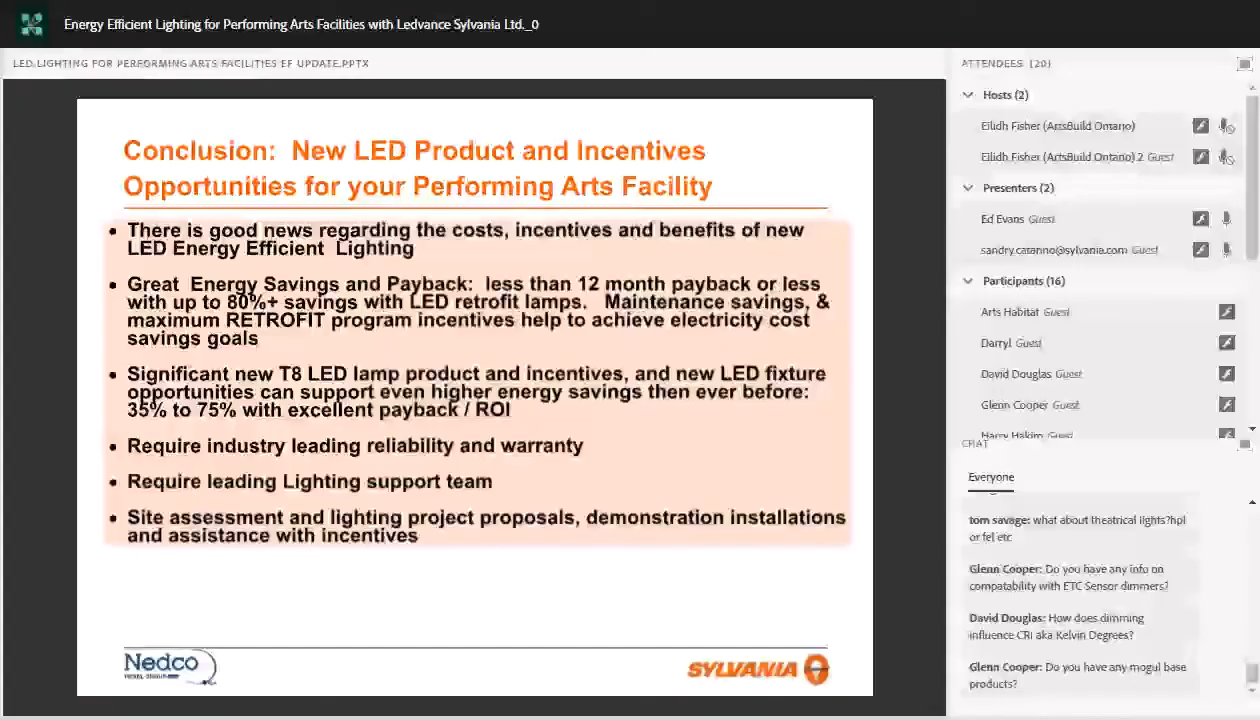 Energy Efficient Lighting for Performing Arts Facilities with Ledvance Sylvania Ltd._0
LED LIGHTING FOR PERFORMING ARTS FACILITIES EF UPDATE.PPTX
Conclusion: New LED Product and Incentives
Opportunities for your Performing Arts Facility
• There is good news regarding the costs, incentives and benefits of new
LED Energy Efficient Lighting
• Great Energy Savings and Payback: less than 12 month payback or less
with up to 80%+ savings with LED retrofit lamps. Maintenance savings, &
maximum RETROFIT program incentives help to achieve electricity cost
savings goals
• Significant new T8 LED lamp product and incentives, and new LED fixture
opportunities can support even higher energy savings then ever before:
35% to 75% with excellent payback / ROI
• Require industry leading reliability and warranty
• Require leading Lighting support team
• Site assessment and lighting project proposals, demonstration installations
and assistance with incentives
Nedco
SYLVANIA
ATTENDEES (20)
Hosts (2)
Eilidh Fisher (ArtsBuild Ontario)
Eilidh Fisher (ArtsBuild Ontario) 2 Guest
Presenters (2)
Ed Evans Guest
sandry.cataنno@sylvania.com Guest
Participants (16)
Arts Habitat Guest
Darryl Guest
David Douglas Guest
Glenn Cooper Guest
Harry Hakim Guest
CHAT
Everyone
tom savage: what about theatrical lights?hpl
or fel etc
Glenn Cooper: Do you have any info on
compatability with ETC Sensor dimmers?
David Douglas: How does dimming
influence CRI aka Kelvin Degrees?
Glenn Cooper: Do you have any mogul base
products?